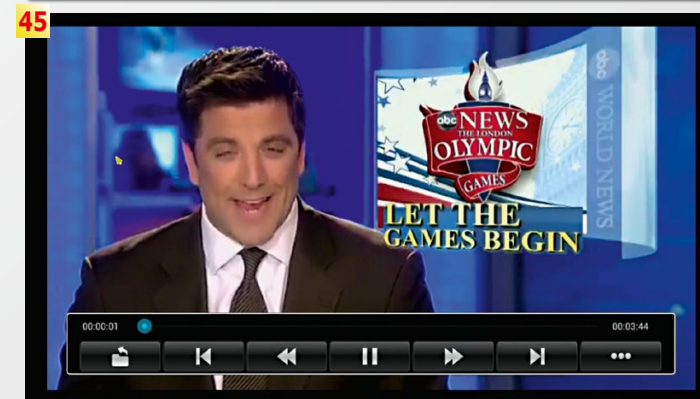 45
abc NEWS
THE LONDON
OLYMPIC
GAMES
LET THE
GAMES BEGIN
abc WORLD NEWS
00:00:01
00:03:44